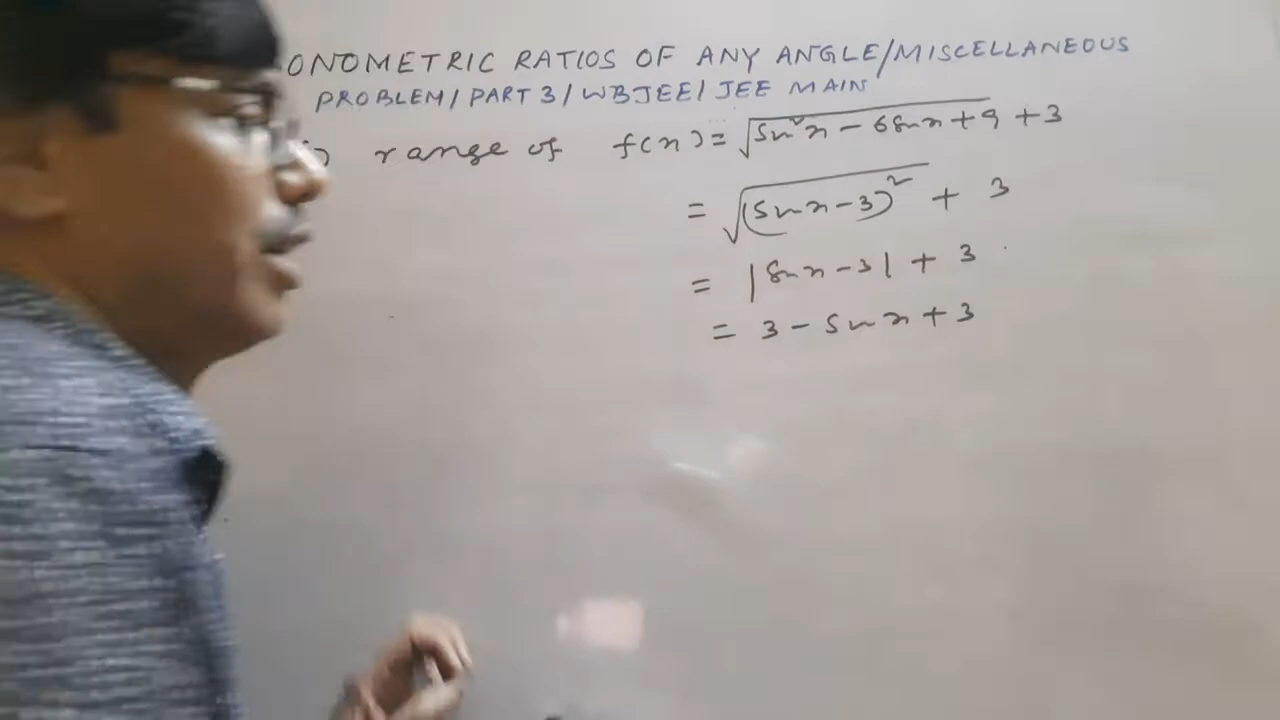 ONOMETRIC RATIOS OF ANY ANGLE/MISCELLANEOUS
PROBLEM/PART 3/WBJEE/JEE MAIN
range of f(x) = √(sin²x - 6sinx + 9) + 3
= √((sinx - 3)²) + 3
= |sinx - 3| + 3
= 3 - sinx + 3